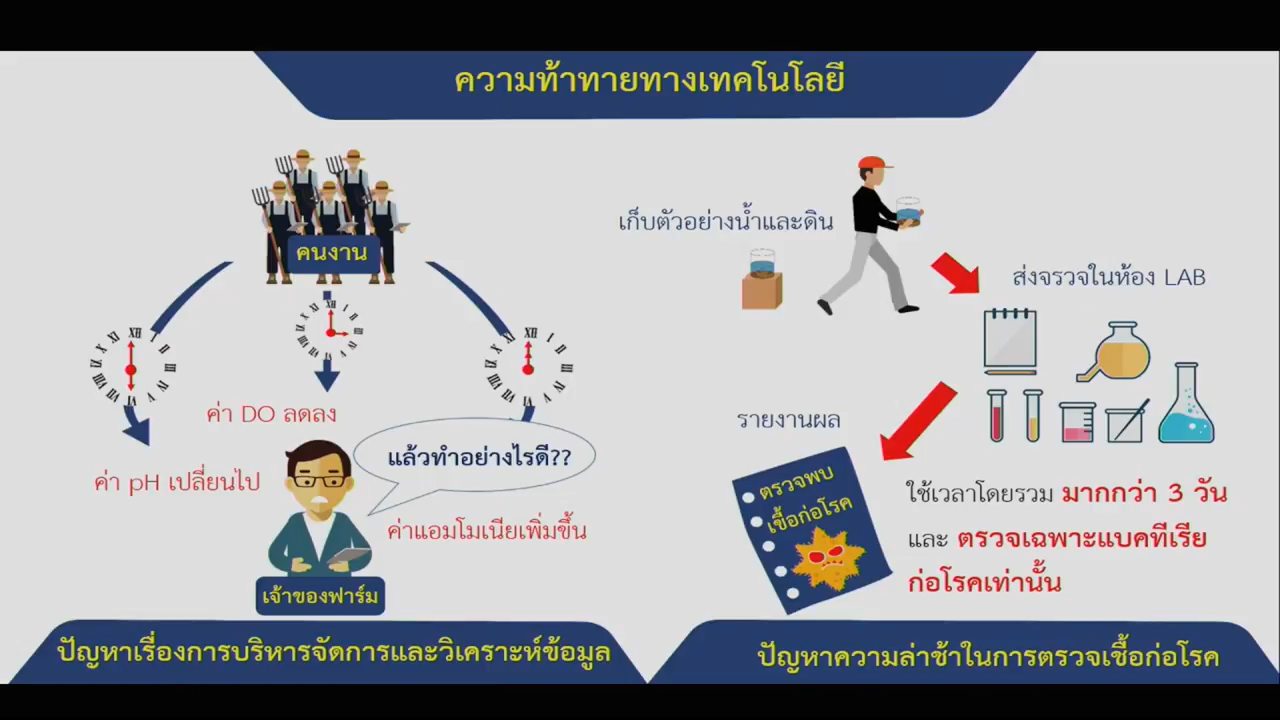 ความท้าทายทางเทคโนโลยี
คนงาน
ค่า DO ลดลง
ค่า pH เปลี่ยนไป
แล้วทำอย่างไรดี??
ค่าแอมโมเนียเพิ่มขึ้น
เจ้าของฟาร์ม
ปัญหาเรื่องการบริหารจัดการและวิเคราะห์ข้อมูล
เก็บตัวอย่างน้ำและดิน
ส่งจรวจในห้อง LAB
รายงานผล
ตรวจพบ
เชื้อก่อโรค
ใช้เวลาโดยรวม มากกว่า 3 วัน
และ ตรวจเฉพาะแบคทีเรีย
ก่อโรคเท่านั้น
ปัญหาความล่าช้าในการตรวจเชื้อก่อโรค